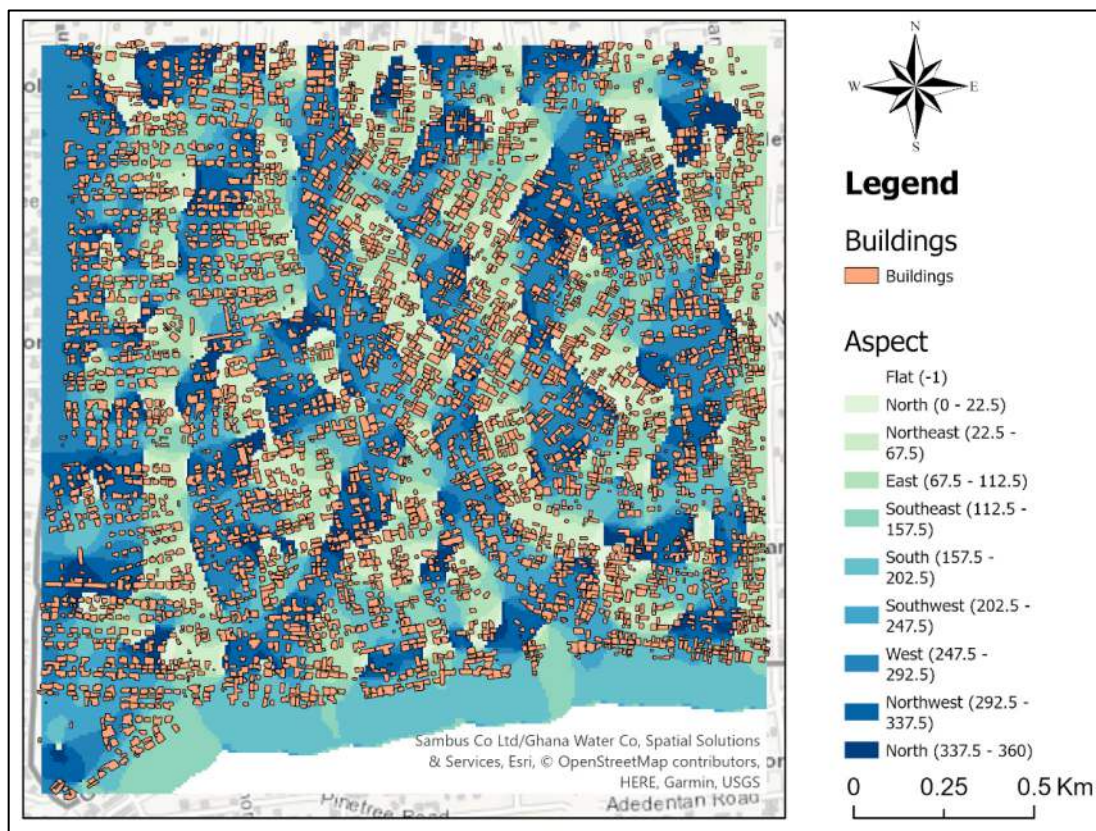 N
W
E
S
Legend
Buildings
Buildings
Aspect
Flat (-1)
North (0 - 22.5)
Northeast (22.5 -
67.5)
East (67.5 - 112.5)
Southeast (112.5 -
157.5)
South (157.5 -
202.5)
Southwest (202.5 -
247.5)
West (247.5 -
292.5)
Northwest (292.5 -
337.5)
North (337.5 - 360)
0 0.25 0.5 Km
Sambus Co Ltd/Ghana Water Co, Spatial Solutions
& Services, Esri, © OpenStreetMap contributors,
HERE, Garmin, USGS
Pinetree Road
Adedentan Road